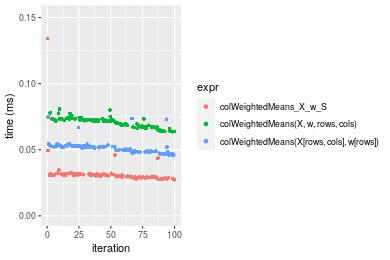 0.15
0.10
0.05
0.00
time (ms)
0
25
50
75
100
iteration
expr
colWeightedMeans_X_w_S
colWeightedMeans(X, w, rows, cols)
colWeightedMeans(X[rows, cols], w[rows])